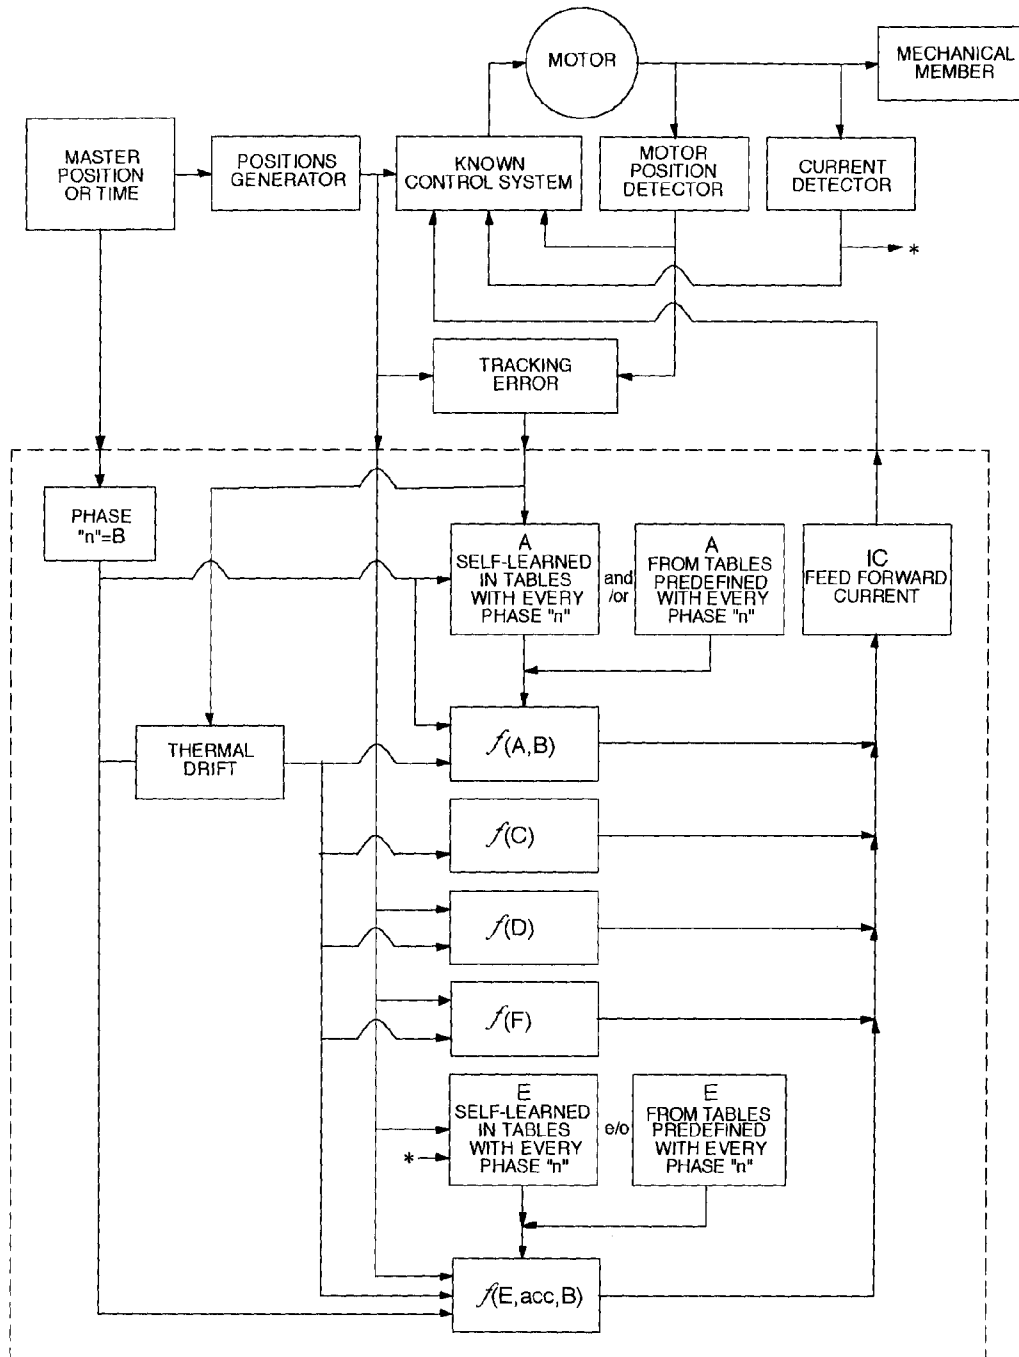 MOTOR
MECHANICAL
MEMBER
MASTER
POSITION
OR TIME
POSITIONS
GENERATOR
KNOWN
CONTROL SYSTEM
MOTOR
POSITION
DETECTOR
CURRENT
DETECTOR
*
TRACKING
ERROR
PHASE
"n"=B
A
SELF-LEARNED
IN TABLES
WITH EVERY
PHASE "n"
and
/or
A
FROM TABLES
PREDEFINED
WITH EVERY
PHASE "n"
IC
FEED FORWARD
CURRENT
THERMAL
DRIFT
f(A,B)
f(C)
f(D)
f(F)
E
SELF-LEARNED
IN TABLES
WITH EVERY
PHASE "n"
*
e/o
E
FROM TABLES
PREDEFINED
WITH EVERY
PHASE "n"
f(E,acc,B)